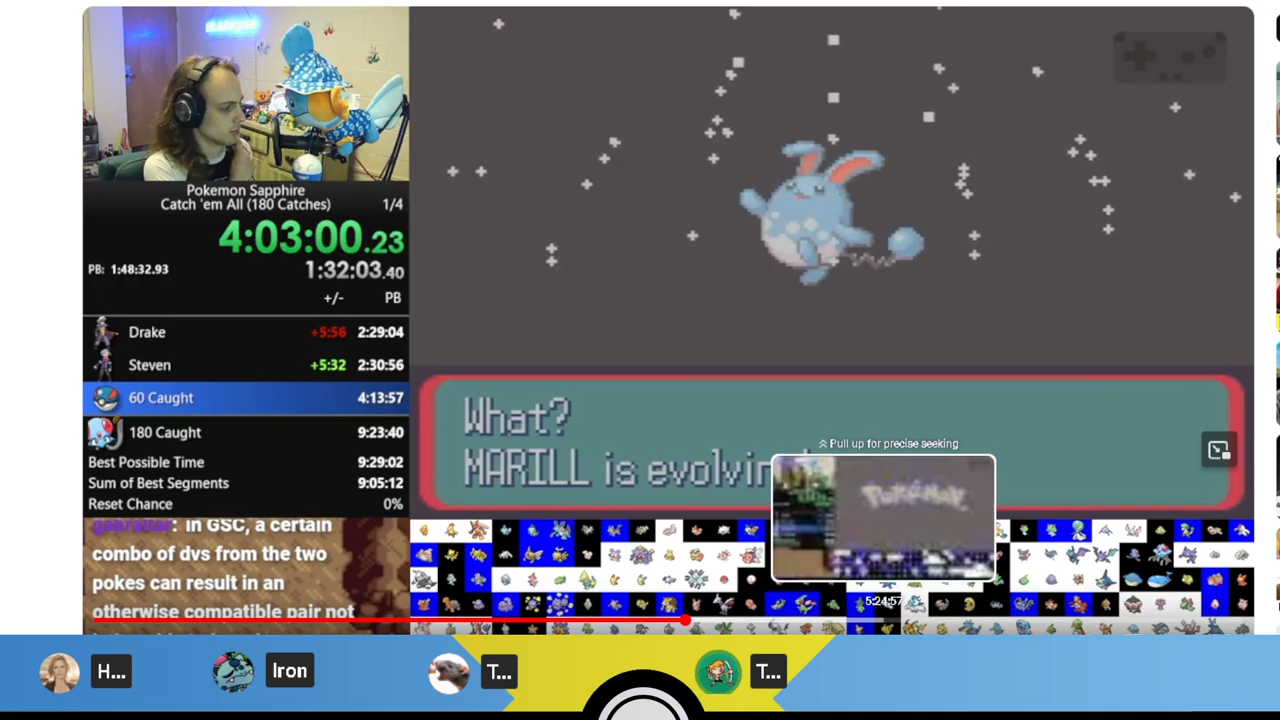 Pokemon Sapphire
Catch 'em All (180 Catches) 1/4
4:03:00.23
PB: 1:48:32.93 1:32:03.40
+/- PB
Drake +5:56 2:29:04
Steven +5:32 2:30:56
60 Caught 4:13:57
180 Caught 9:23:40
Best Possible Time 9:29:02
Sum of Best Segments 9:05:12
Reset Chance 0%
in GSC, a certain
combo of dvs from the two
pokes can result in an
otherwise compatible pair not
What?
MARILL is evolvin
Pull up for precise seeking
POKéMON
5:24:57
H...
Iron
T...
T...